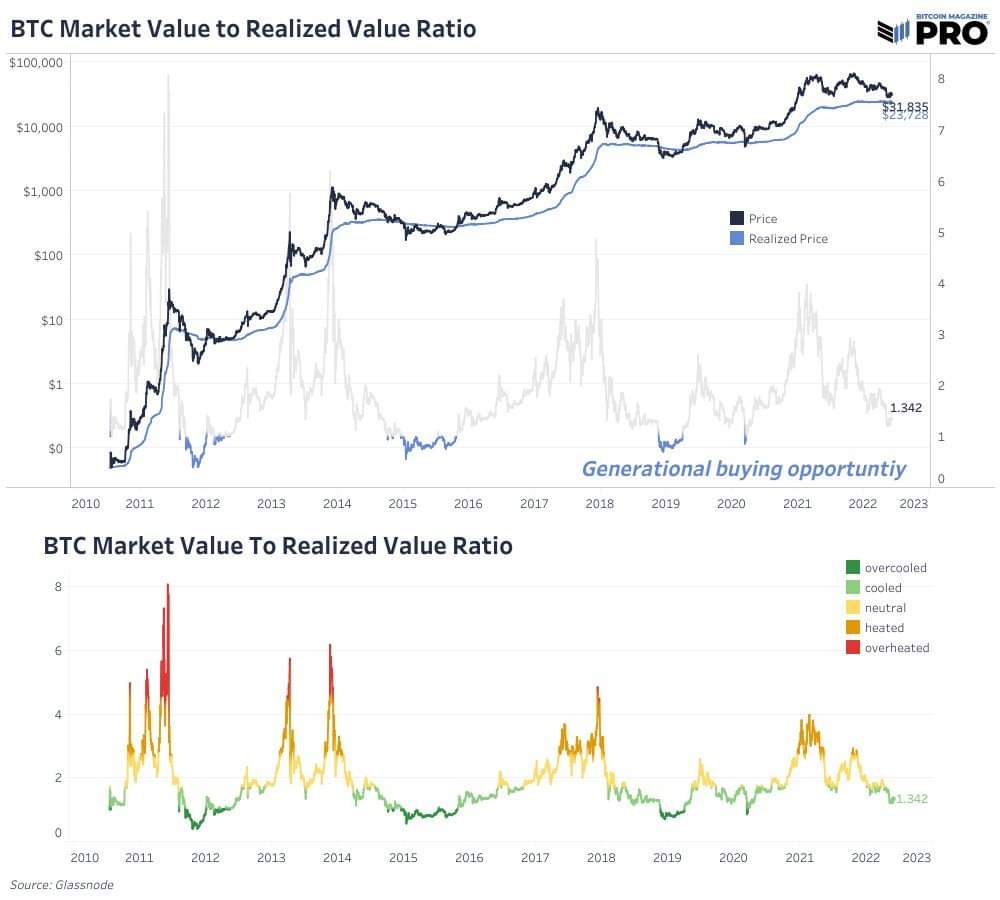 BTC Market Value to Realized Value Ratio
BITCOIN MAGAZINE
PRO
$100,000
$10,000
$1,000
$100
$10
$1
$0
8
7
6
5
4
3
2
1
0
$31,835
$23,728
Price
Realized Price
1.342
Generational buying opportuntiy
2010 2011 2012 2013 2014 2015 2016 2017 2018 2019 2020 2021 2022 2023
BTC Market Value To Realized Value Ratio
overcooled
cooled
neutral
heated
overheated
8
6
4
2
0
1.342
2010 2011 2012 2013 2014 2015 2016 2017 2018 2019 2020 2021 2022 2023
Source: Glassnode